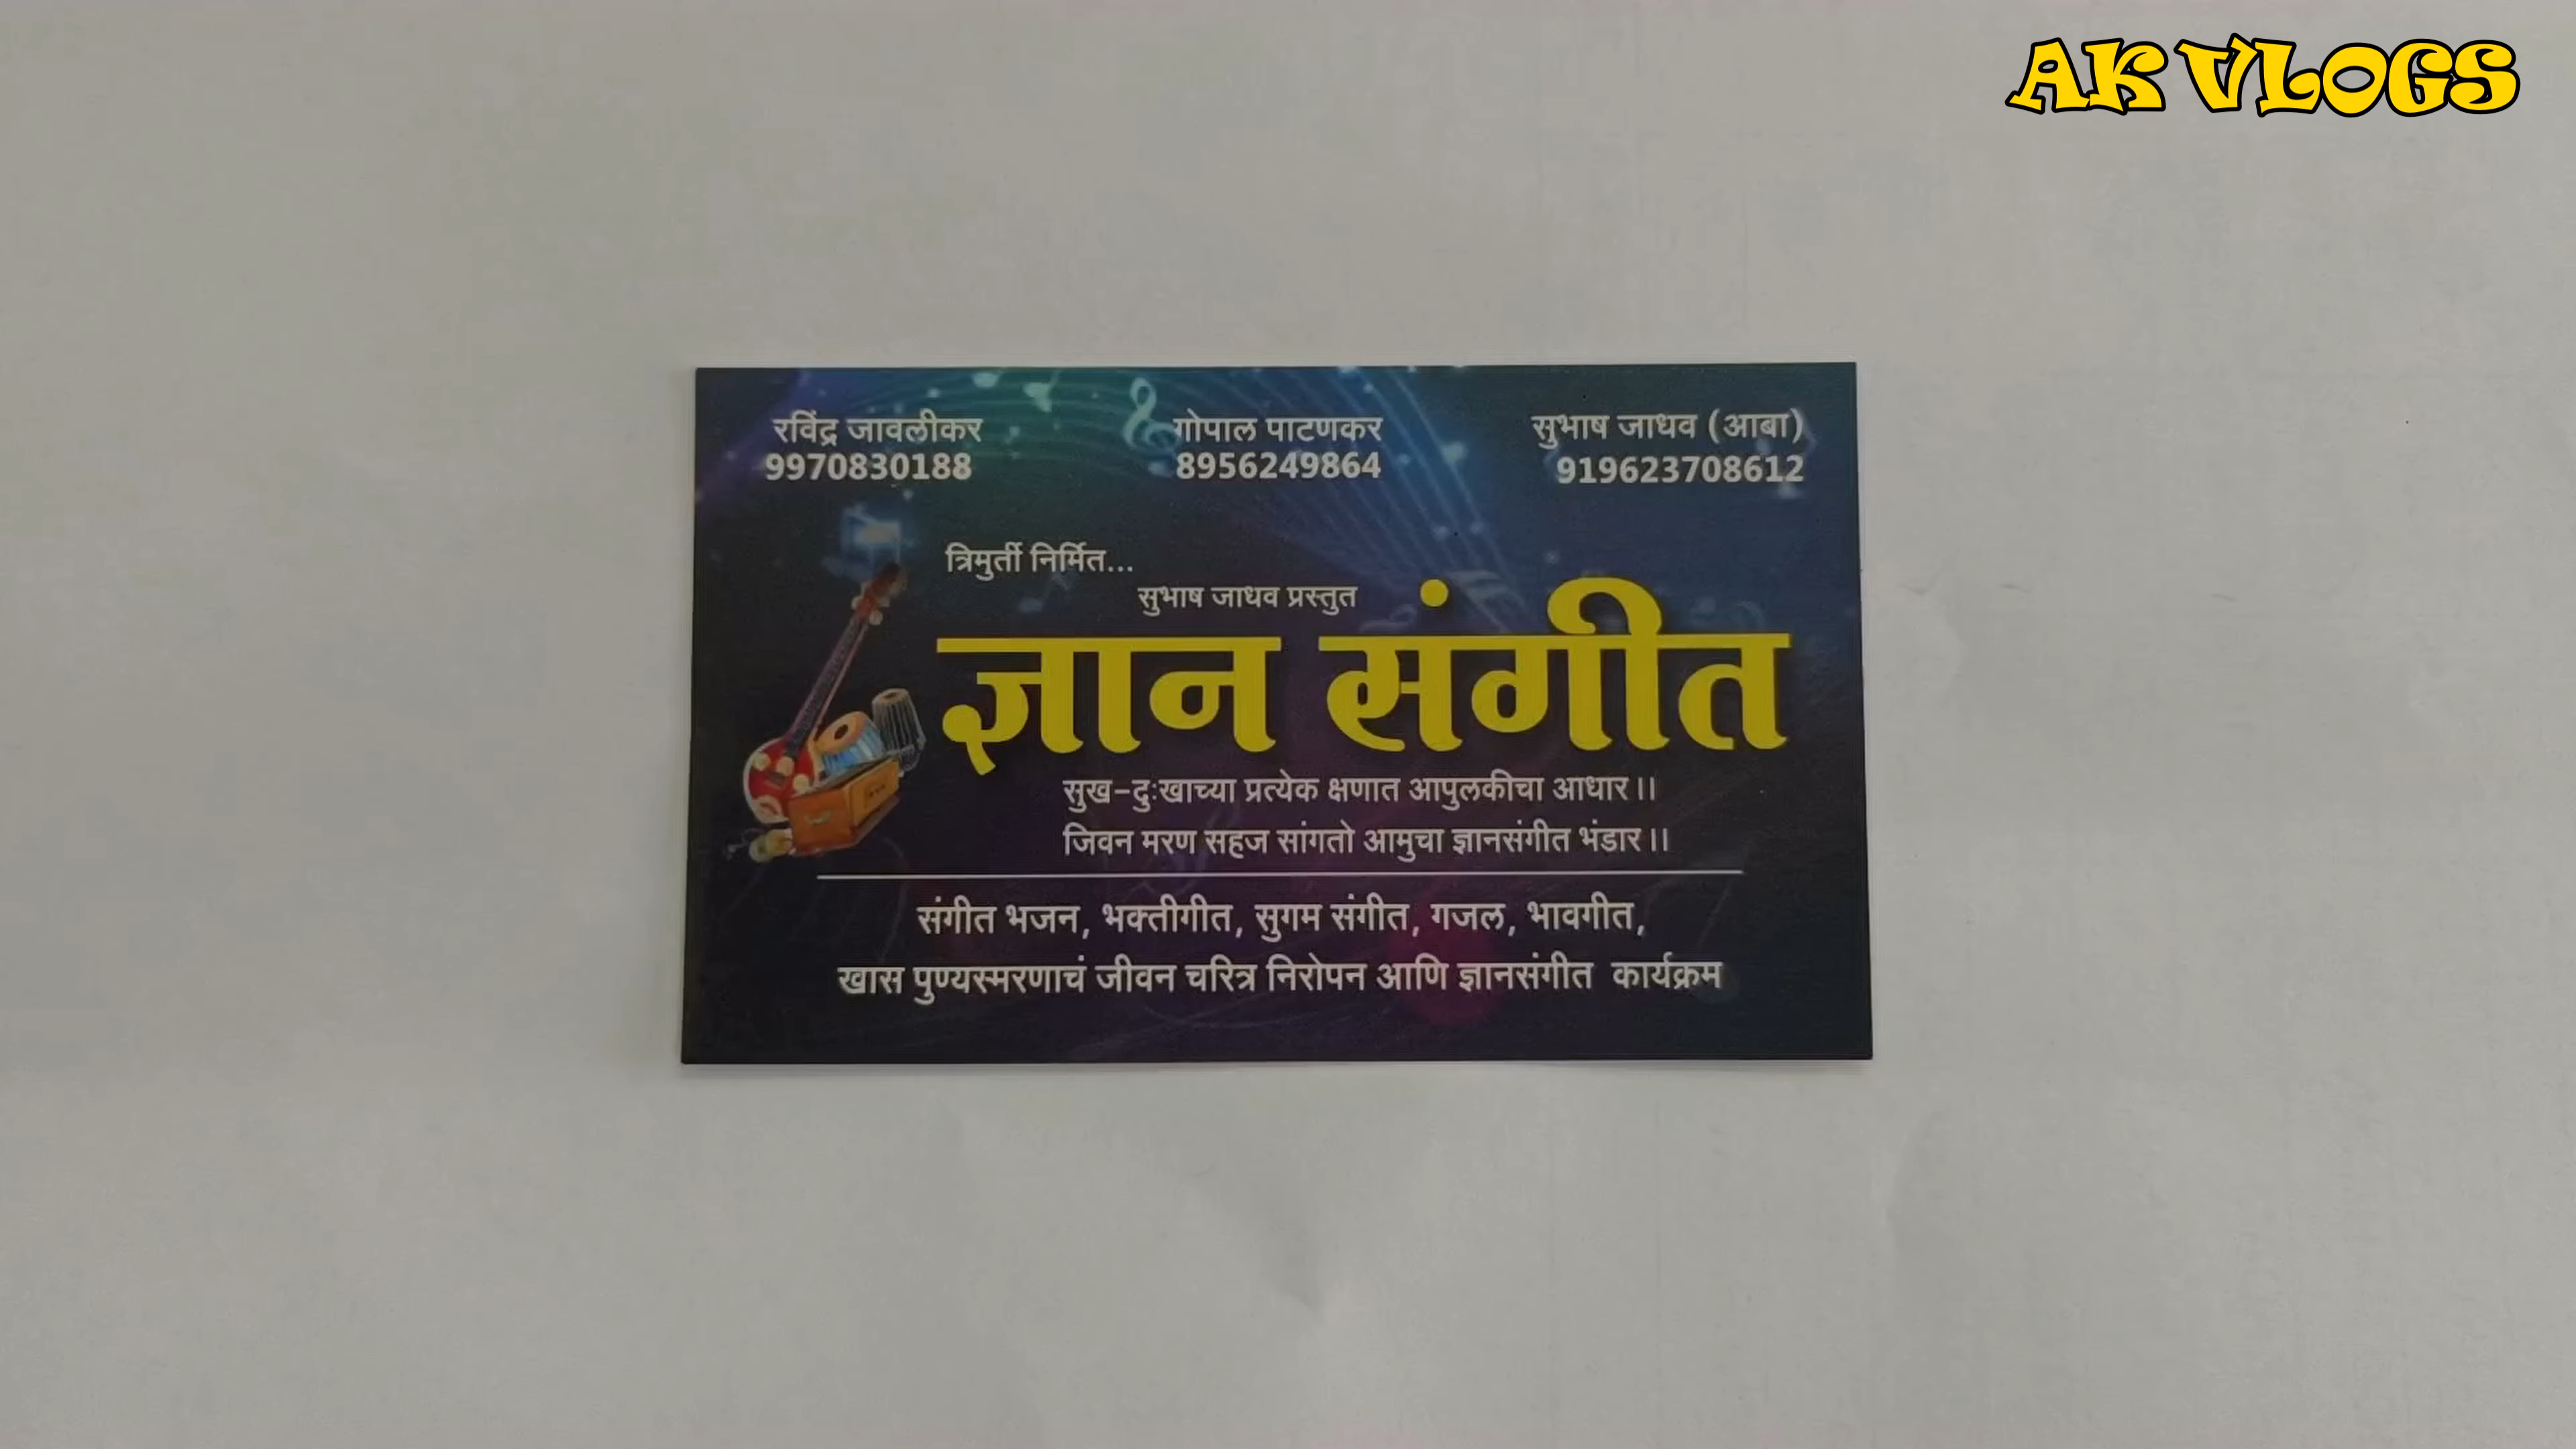 AK VLOGS
रविंद्र जावलीकर
9970830188
गोपाल पाटणकर
8956249864
सुभाष जाधव (आबा)
919623708612
त्रिमुर्ती निर्मित...
सुभाष जाधव प्रस्तुत
ज्ञान संगीत
सुख-दुःखाच्या प्रत्येक क्षणात आपुलकीचा आधार।।
जिवन मरण सहज सांगतो आमुचा ज्ञानसंगीत भंडार।।
संगीत भजन, भक्तीगीत, सुगम संगीत, गजल, भावगीत,
खास पुण्यस्मरणाचं जीवन चरित्र निरोपन आणि ज्ञानसंगीत कार्यक्रम